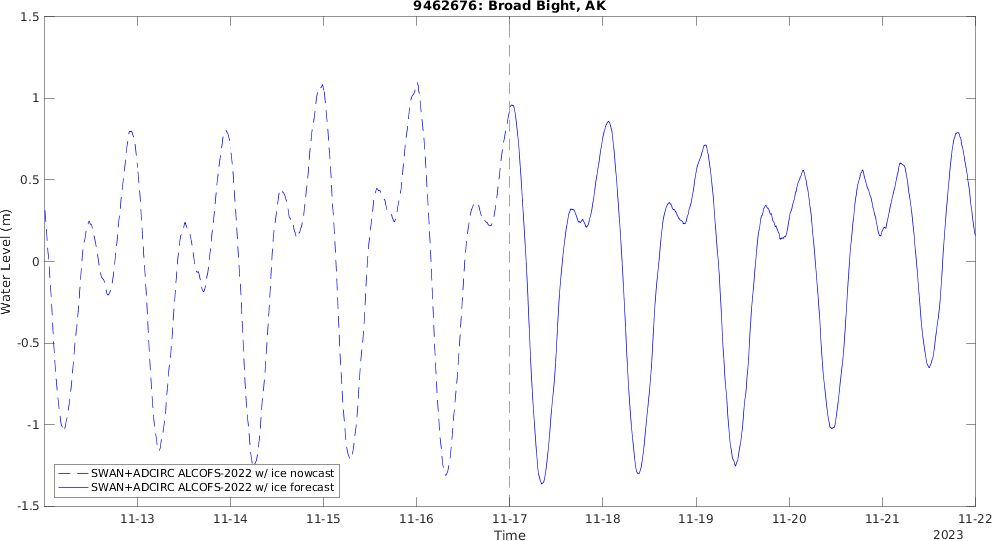 9462676: Broad Bight, AK
1.5
1
0.5
0
-0.5
-1
-1.5
Water Level (m)
SWAN+ADCIRC ALCOFS-2022 w/ ice nowcast
SWAN+ADCIRC ALCOFS-2022 w/ ice forecast
11-13 11-14 11-15 11-16 11-17 11-18 11-19 11-20 11-21 11-22
Time
2023